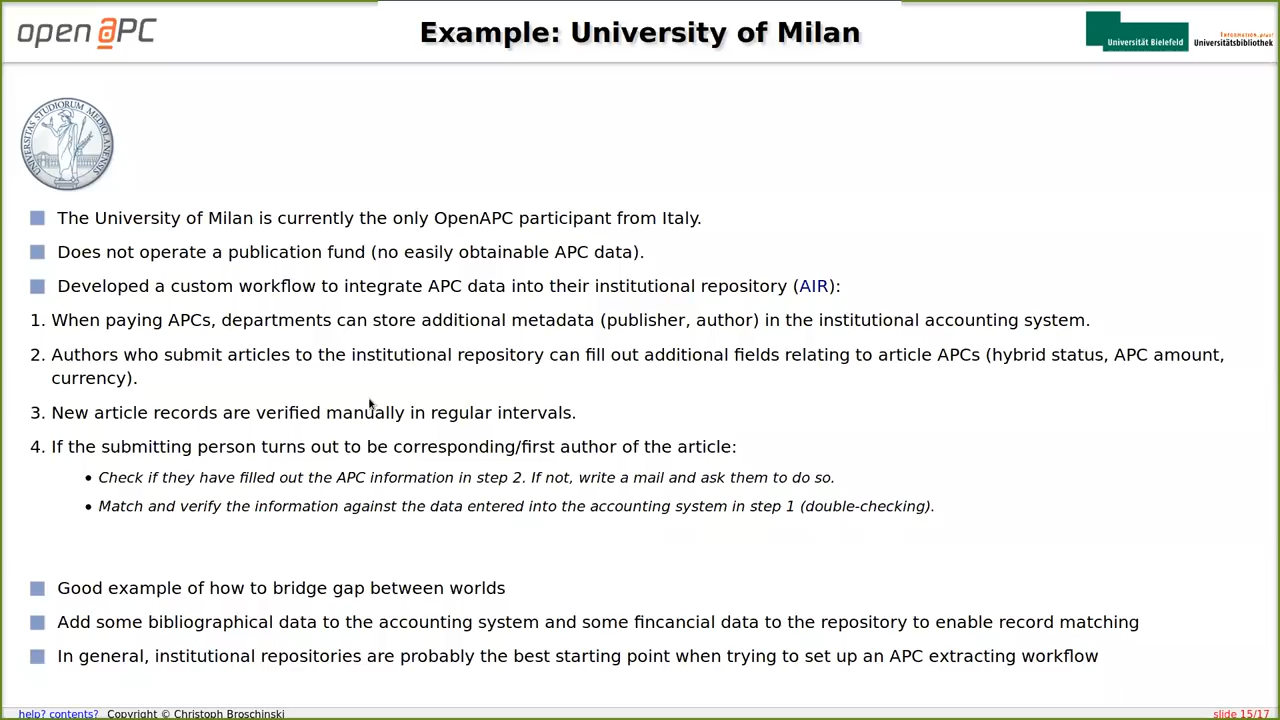 open aPC
Example: University of Milan
Universität Bielefeld
Information.plus!
Universitätsbibliothek
UNIVERSITAS STUDIORUM MEDIOLANENSIS
The University of Milan is currently the only OpenAPC participant from Italy.
Does not operate a publication fund (no easily obtainable APC data).
Developed a custom workflow to integrate APC data into their institutional repository (AIR):
1. When paying APCs, departments can store additional metadata (publisher, author) in the institutional accounting system.
2. Authors who submit articles to the institutional repository can fill out additional fields relating to article APCs (hybrid status, APC amount,
currency).
3. New article records are verified manually in regular intervals.
4. If the submitting person turns out to be corresponding/first author of the article:
• Check if they have filled out the APC information in step 2. If not, write a mail and ask them to do so.
• Match and verify the information against the data entered into the accounting system in step 1 (double-checking).
Good example of how to bridge gap between worlds
Add some bibliographical data to the accounting system and some fincancial data to the repository to enable record matching
In general, institutional repositories are probably the best starting point when trying to set up an APC extracting workflow
help? contents? Copyright © Christoph Broschinski
slide 15/17